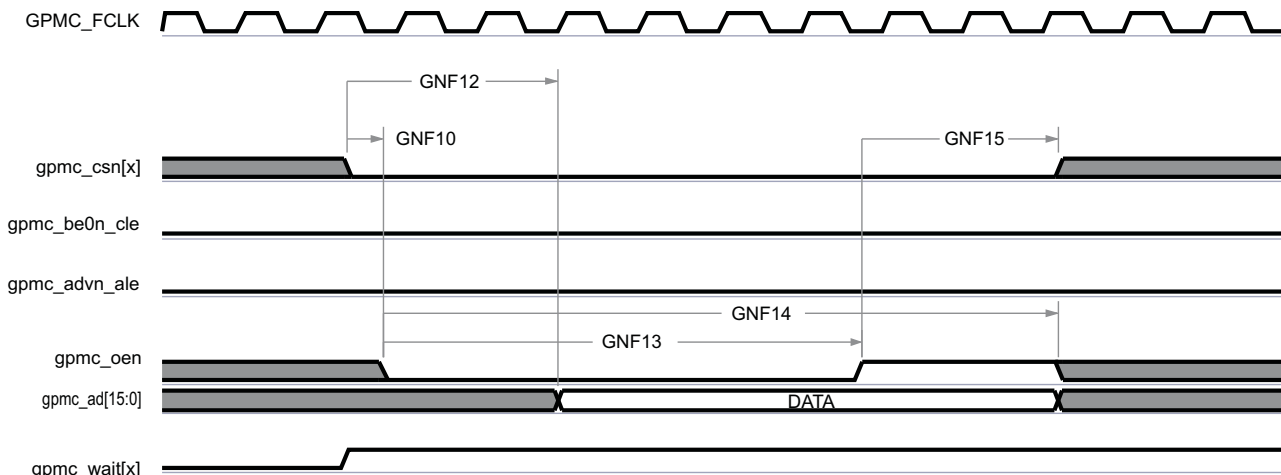 GPMC_FCLK
GNF12
GNF10
GNF15
gpmc_csn[x]
gpmc_be0n_cle
gpmc_advn_ale
GNF14
GNF13
gpmc_oen
gpmc_ad[15:0]
DATA
gpmc_wait[x]